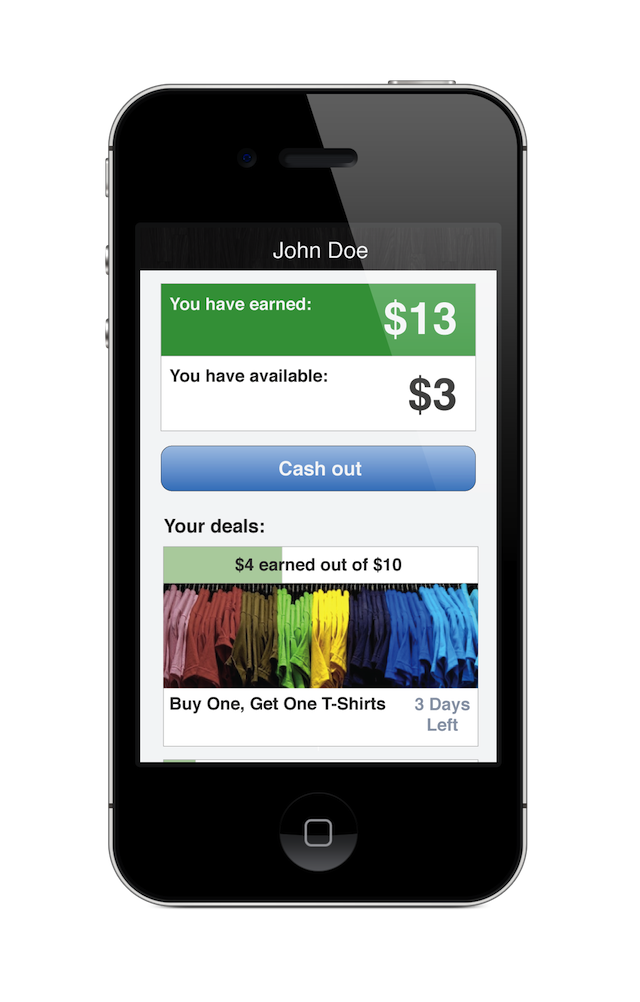 John Doe
You have earned:
$13
You have available:
$3
Cash out
Your deals:
$4 earned out of $10
Buy One, Get One T-Shirts
3 Days
Left